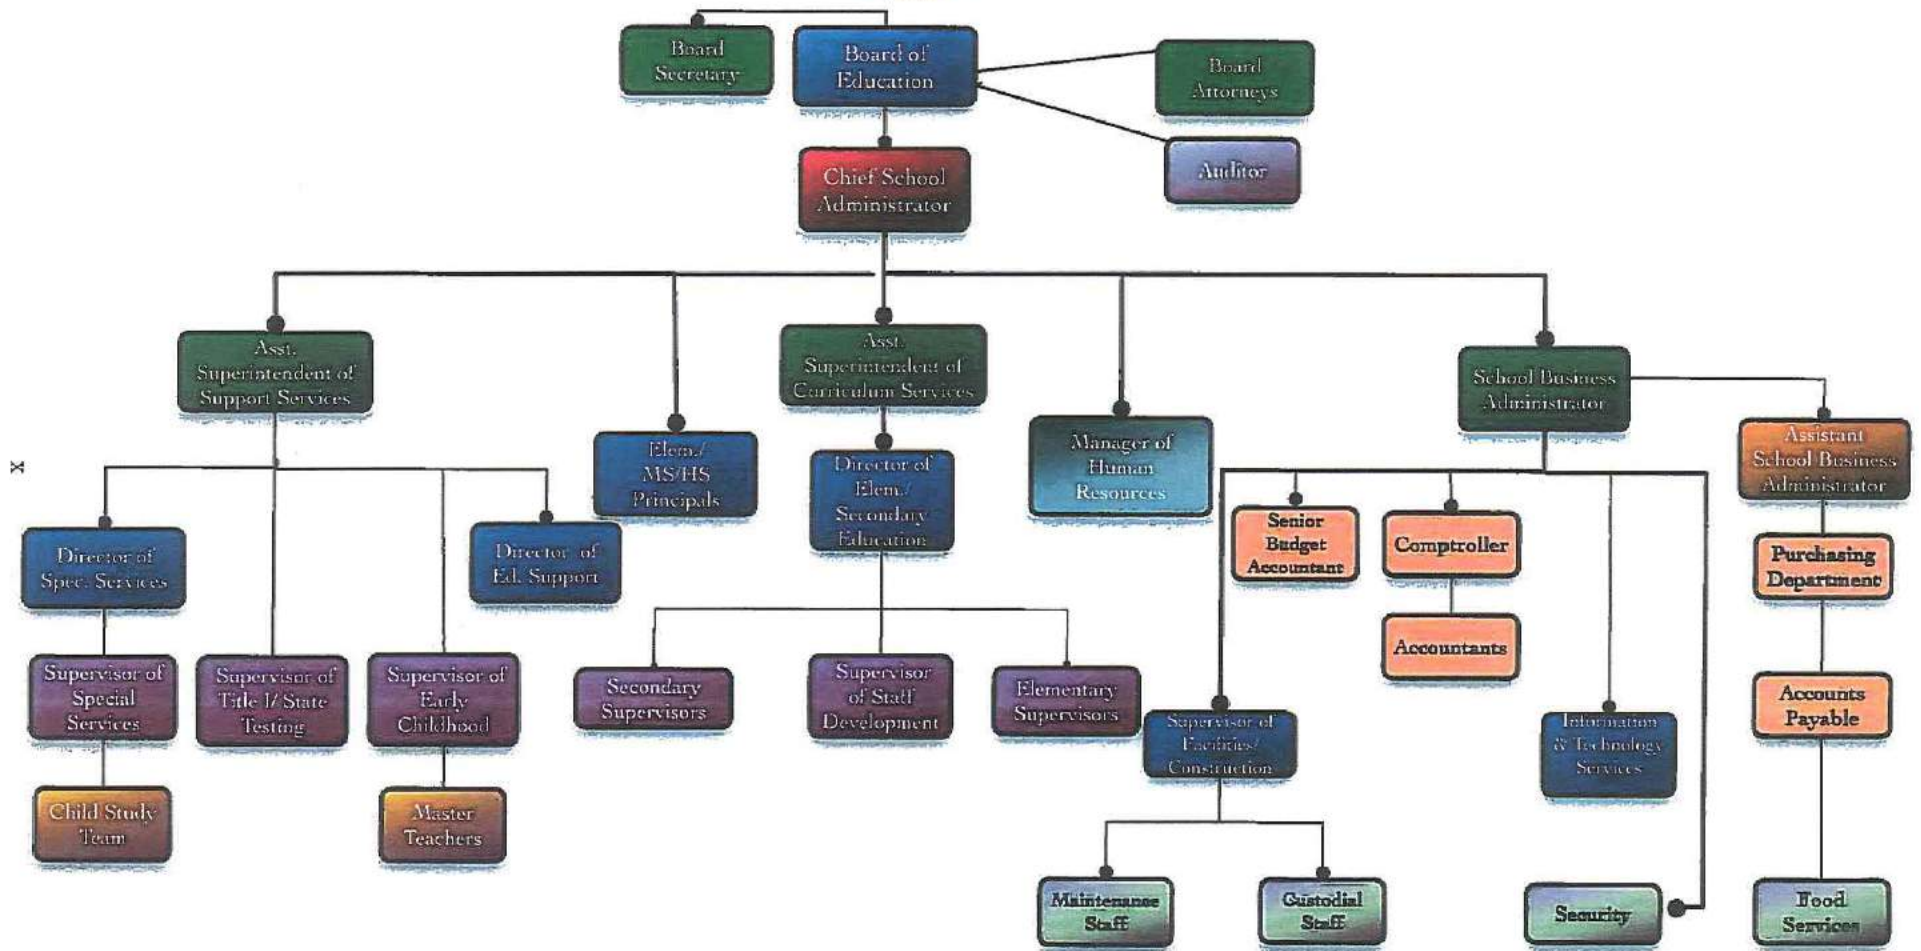 Board
Secretary
Board of
Education
Board
Attorneys
Auditor
Chief School
Administrator
Asst.
Superintendent of
Support Services
Elem./
MS/HS
Principals
Asst.
Superintendent of
Curriculum Services
Manager of
Human
Resources
School Business
Administrator
Assistant
School Business
Administrator
X
Director of
Spec. Services
Director of
Ed. Support
Director of
Elem./
Secondary
Education
Senior
Budget
Accountant
Comptroller
Purchasing
Department
Supervisor of
Special
Services
Supervisor of
Title I/ State
Testing
Supervisor of
Early
Childhood
Secondary
Supervisors
Supervisor
of Staff
Development
Elementary
Supervisors
Accountants
Supervisor of
Facilities/
Construction
Information
& Technology
Services
Accounts
Payable
Child Study
Team
Master
Teachers
Maintenance
Staff
Custodial
Staff
Security
Food
Services